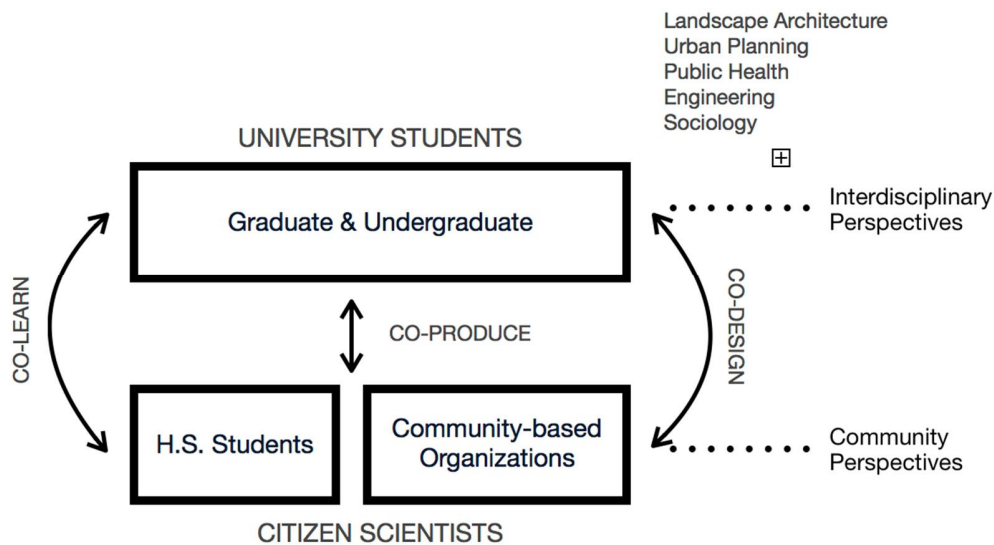 Landscape Architecture
Urban Planning
Public Health
Engineering
Sociology
UNIVERSITY STUDENTS
Graduate & Undergraduate
Interdisciplinary
Perspectives
CO-LEARN
CO-PRODUCE
CO-DESIGN
H.S. Students
Community-based
Organizations
Community
Perspectives
CITIZEN SCIENTISTS